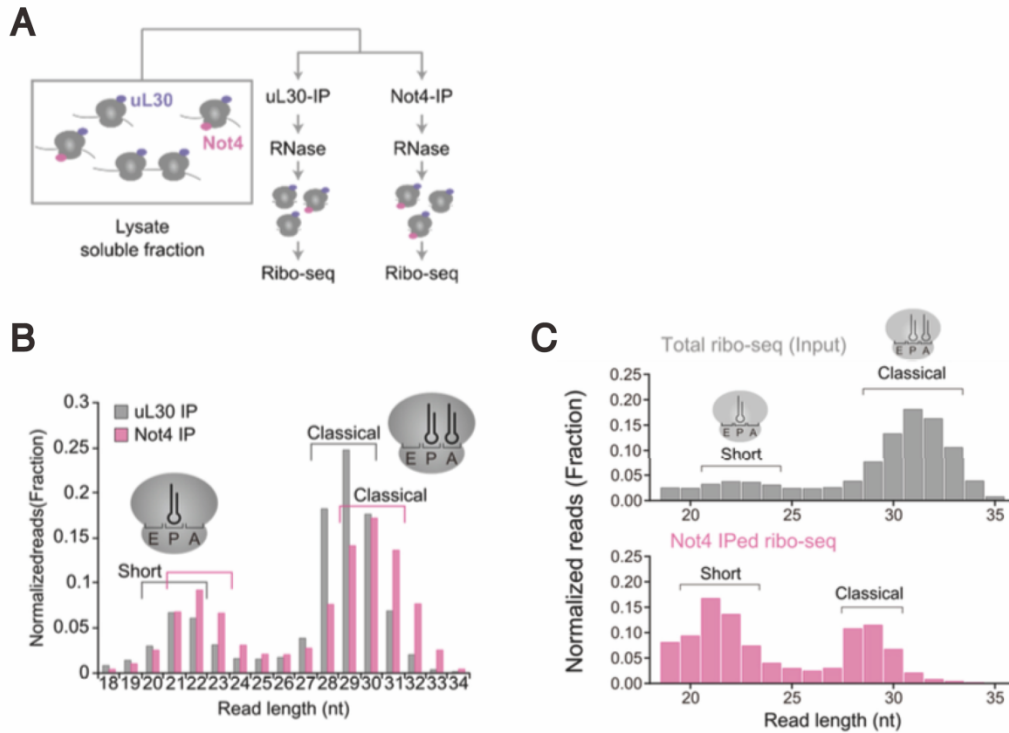 A
uL30
Not4
Lysate
soluble fraction
uL30-IP
Not4-IP
RNase
RNase
Ribo-seq
Ribo-seq
B
Normalizedreads(Fraction)
0.3
0.25
0.2
0.15
0.1
0.05
0
uL30 IP
Not4 IP
E P A
Short
Classical
Classical
E P A
18 19 20 21 22 23 24 25 26 27 28 29 30 31 32 33 34
Read length (nt)
C
Normalized reads (Fraction)
Total ribo-seq (Input)
E P A
Classical
E P A
Short
0.25
0.20
0.15
0.10
0.05
0.00
20 25 30 35
Not4 IPed ribo-seq
Short
Classical
0.25
0.20
0.15
0.10
0.05
0.00
20 25 30 35
Read length (nt)